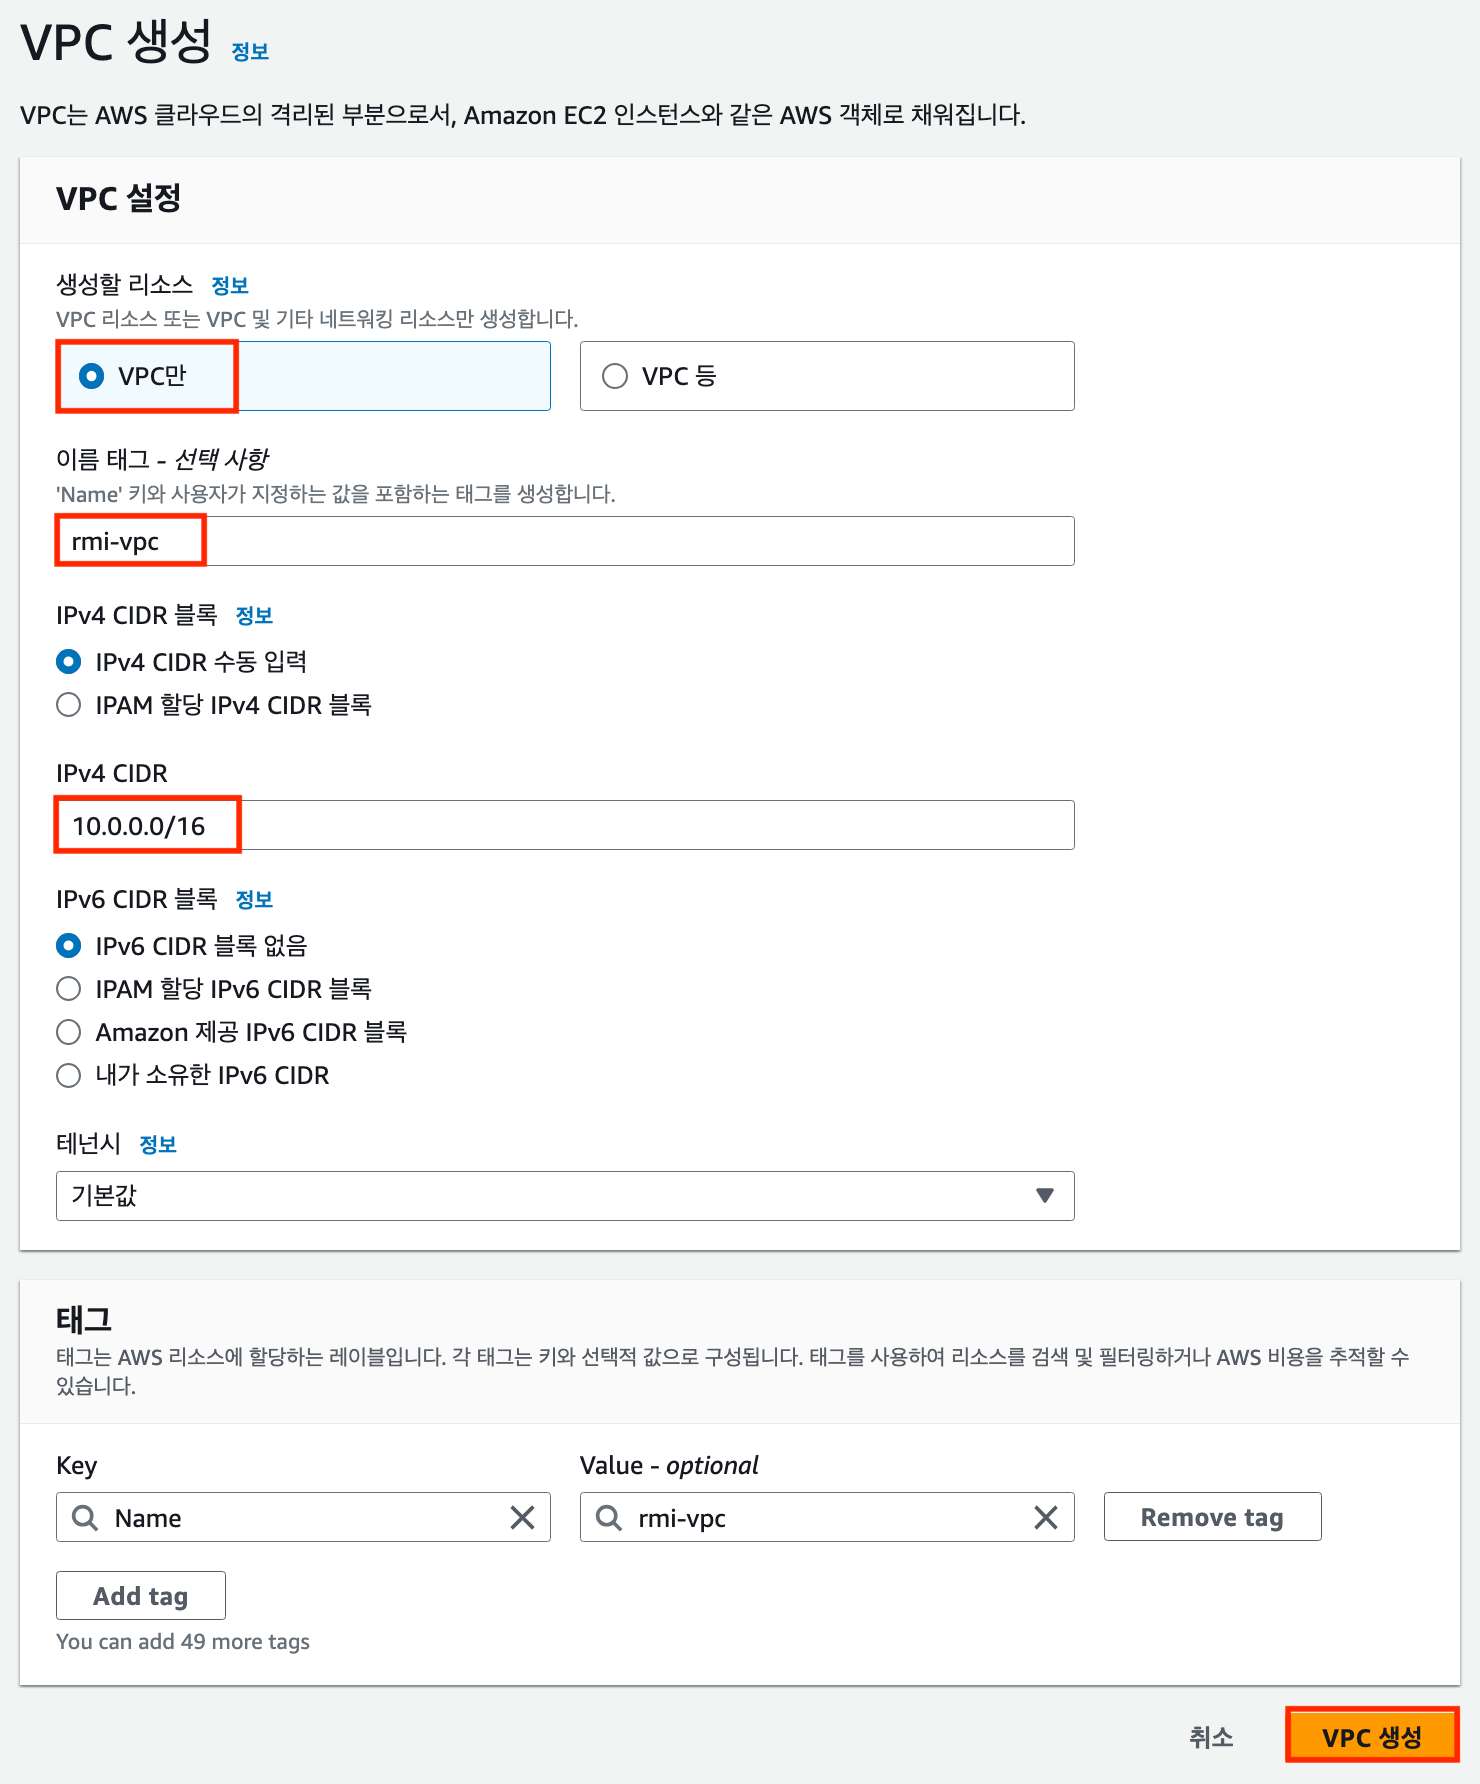 VPC 생성 정보
VPC는 AWS 클라우드의 격리된 부분으로서, Amazon EC2 인스턴스와 같은 AWS 객체로 채워집니다.
VPC 설정
생성할 리소스 정보
VPC 리소스 또는 VPC 및 기타 네트워킹 리소스만 생성합니다.
VPC만
VPC 등
이름 태그 - 선택 사항
'Name' 키와 사용자가 지정하는 값을 포함하는 태그를 생성합니다.
rmi-vpc
IPv4 CIDR 블록 정보
IPv4 CIDR 수동 입력
IPAM 할당 IPv4 CIDR 블록
IPv4 CIDR
10.0.0.0/16
IPv6 CIDR 블록 정보
IPv6 CIDR 블록 없음
IPAM 할당 IPv6 CIDR 블록
Amazon 제공 IPv6 CIDR 블록
내가 소유한 IPv6 CIDR
테넌시 정보
기본값
태그
태그는 AWS 리소스에 할당하는 레이블입니다. 각 태그는 키와 선택적 값으로 구성됩니다. 태그를 사용하여 리소스를 검색 및 필터링하거나 AWS 비용을 추적할 수
있습니다.
Key
Value - optional
Name
rmi-vpc
Remove tag
Add tag
You can add 49 more tags
취소
VPC 생성